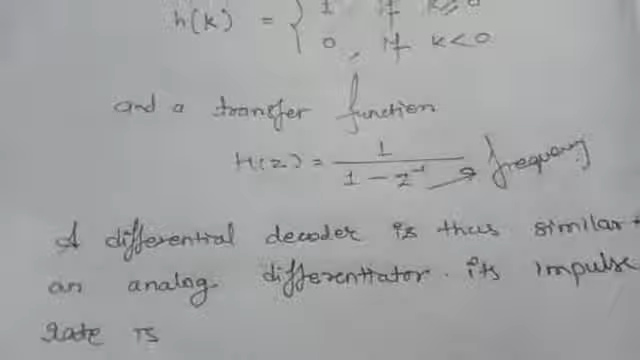 h(k) = { 1 if k≥0
0, if k<0
and a transfer function
H(z) = 1 / 1 - z⁻¹ → frequency
A differential decoder is thus similar
an analog differentiator. its impulse
rate is